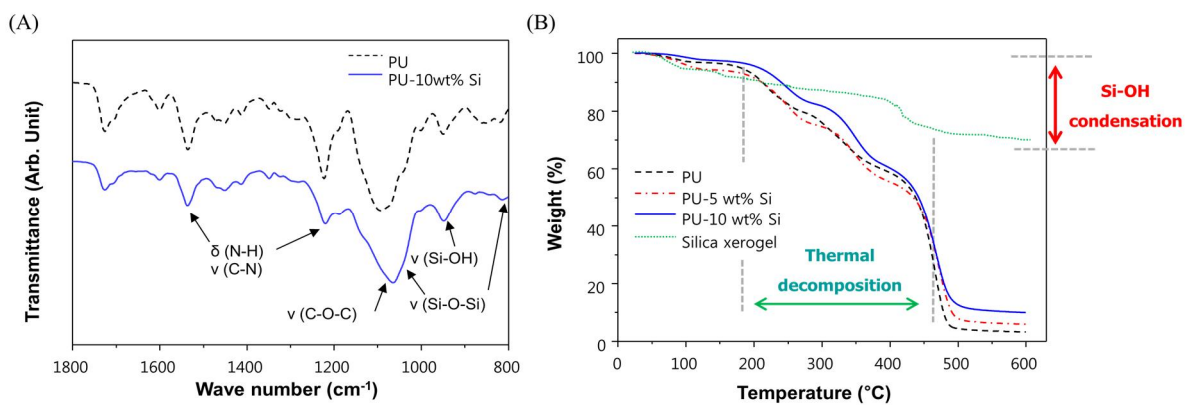 (A)
(B)
PU
PU-10wt% Si
δ (N-H)
ν (C-N)
ν (C-O-C)
ν (Si-OH)
ν (Si-O-Si)
Transmittance (Arb. Unit)
1800
1600
1400
1200
1000
800
Wave number (cm-1)
100
80
60
40
20
0
Weight (%)
PU
PU-5 wt% Si
PU-10 wt% Si
Silica xerogel
Thermal
decomposition
Si-OH
condensation
0
100
200
300
400
500
600
Temperature (°C)